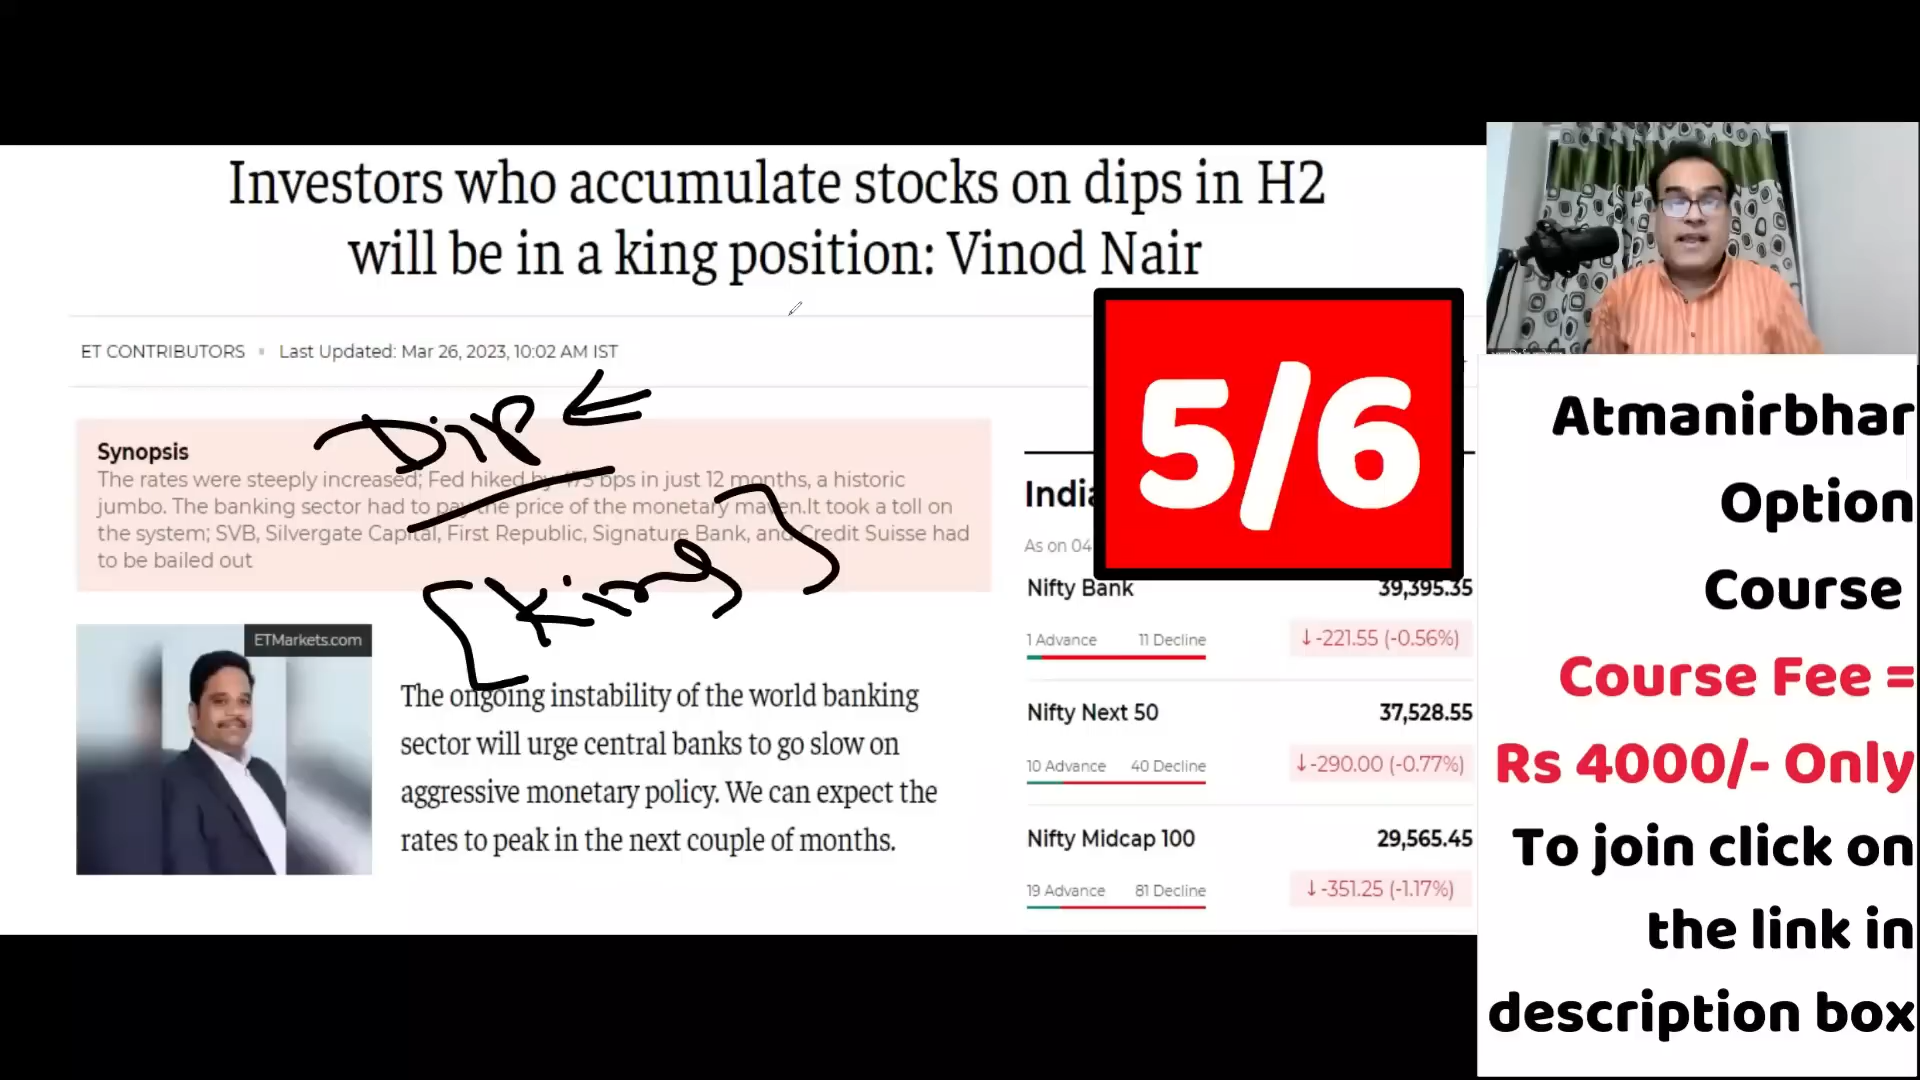 Investors who accumulate stocks on dips in H2
will be in a king position: Vinod Nair
ET CONTRIBUTORS
Last Updated: Mar 26, 2023, 10:02 AM IST
Dip
Synopsis
The rates were steeply increased; Fed hiked by 475 bps in just 12 months, a historic
jumbo. The banking sector had to pay the price of the monetary maven.It took a toll on
the system; SVB, Silvergate Capital, First Republic, Signature Bank, and Credit Suisse had
to be bailed out
[King]
ETMarkets.com
The ongoing instability of the world banking
sector will urge central banks to go slow on
aggressive monetary policy. We can expect the
rates to peak in the next couple of months.
5/6
India
As on 04
Nifty Bank 39,395.35
1 Advance 11 Decline ↓-221.55 (-0.56%)
Nifty Next 50 37,528.55
10 Advance 40 Decline ↓-290.00 (-0.77%)
Nifty Midcap 100 29,565.45
19 Advance 81 Decline ↓-351.25 (-1.17%)
Atmanirbhar
Option
Course
Course Fee =
Rs 4000/- Only
To join click on
the link in
description box